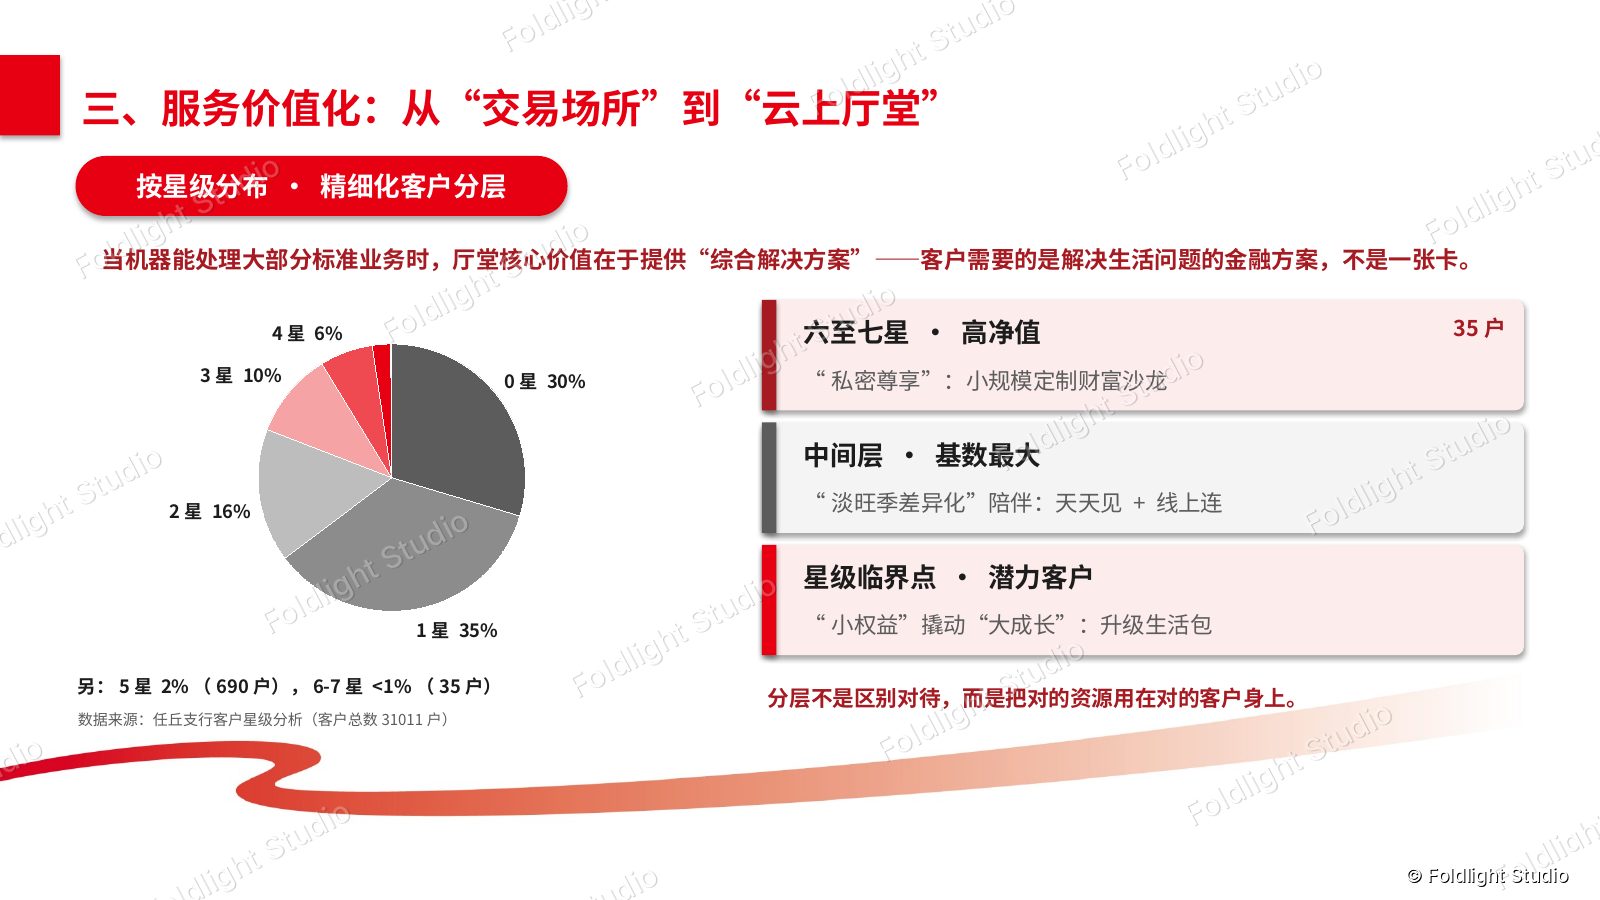 三、服务价值化：从“交易场所”到“云上厅堂”
按星级分布 • 精细化客户分层
当机器能处理大部分标准业务时，厅堂核心价值在于提供“综合解决方案”——客户需要的是解决生活问题的金融方案，不是一张卡。
4 星 6%
3 星 10%
0 星 30%
2 星 16%
1 星 35%
另： 5 星 2% （ 690 户） ，6-7 星 <1% （ 35 户）
数据来源：任丘支行客户星级分析（客户总数 31011 户）
六至七星 • 高净值
35 户
“ 私密尊享” ：小规模定制财富沙龙
中间层 • 基数最大
“ 淡旺季差异化”陪伴：天天见 + 线上连
星级临界点 • 潜力客户
“ 小权益”撬动“大成长” ：升级生活包
分层不是区别对待，而是把对的资源用在对的客户身上。
© Foldlight Studio